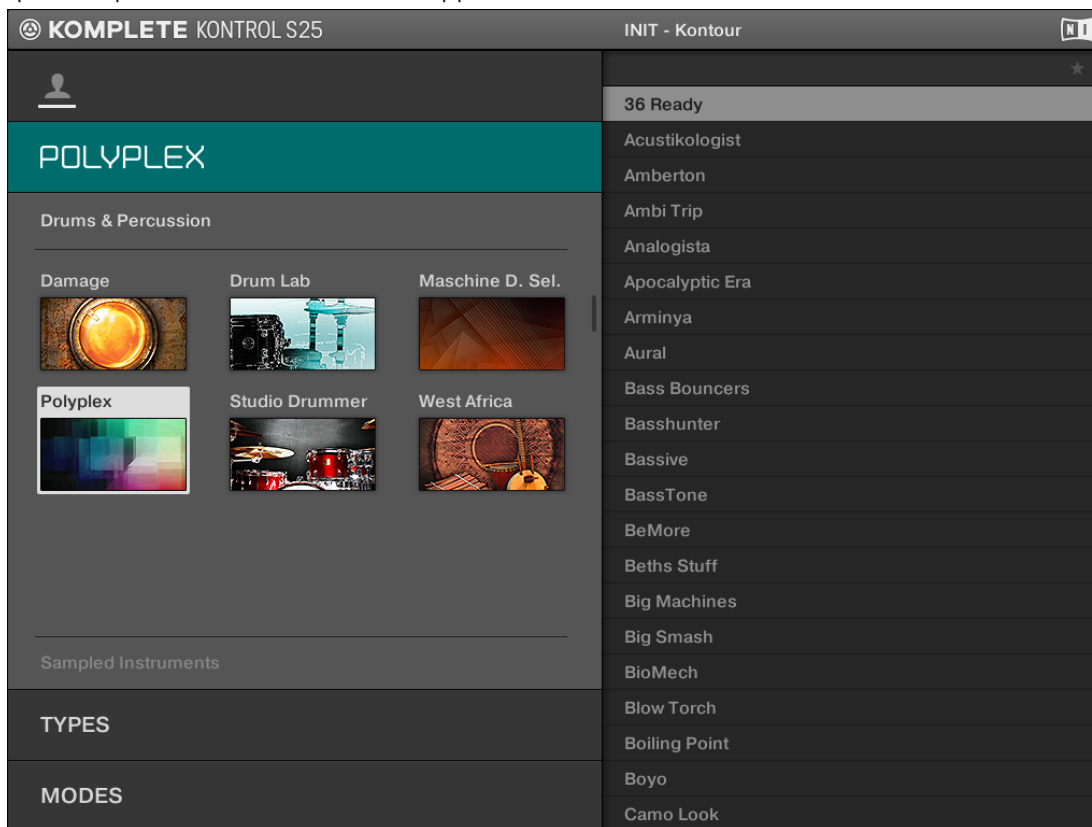 KOMPLETE KONTROL S25
INIT - Kontour
NI
POLYPLEX
Drums & Percussion
Damage
Drum Lab
Maschine D. Sel.
Polyplex
Studio Drummer
West Africa
Sampled Instruments
TYPES
MODES
36 Ready
Acustikologist
Amberton
Ambi Trip
Analogista
Apocalyptic Era
Arminya
Aural
Bass Bouncers
Basshunter
Bassive
BassTone
BeMore
Beths Stuff
Big Machines
Big Smash
BioMech
Blow Torch
Boiling Point
Boyo
Camo Look